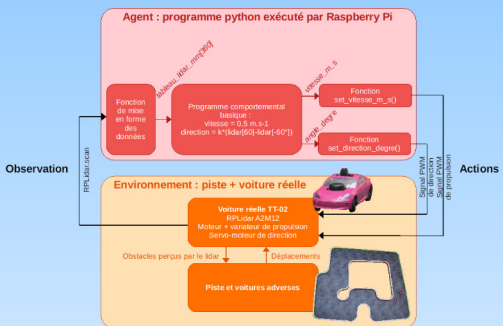 Agent : programme python exécuté par Raspberry Pi
tableau_lidar_mm[360]
vitesse_m_s
Fonction
de mise
en forme
des
données
Programme comportemental
basique :
vitesse = 0.5 m.s-1
direction = k*(lidar[60]-lidar[-60°])
Fonction
set_vitesse_m_s()
angle_degre
Fonction
set_direction_degre()
Observation
RPLidar.scan
Actions
Signal PWM
de direction
Signal PWM
de propulsion
Environnement : piste + voiture réelle
Voiture réelle TT-02
RPLidar A2M12
Moteur + variateur de propulsion
Servo-moteur de direction
Obstacles perçus par le lidar
Déplacements
Piste et voitures adverses